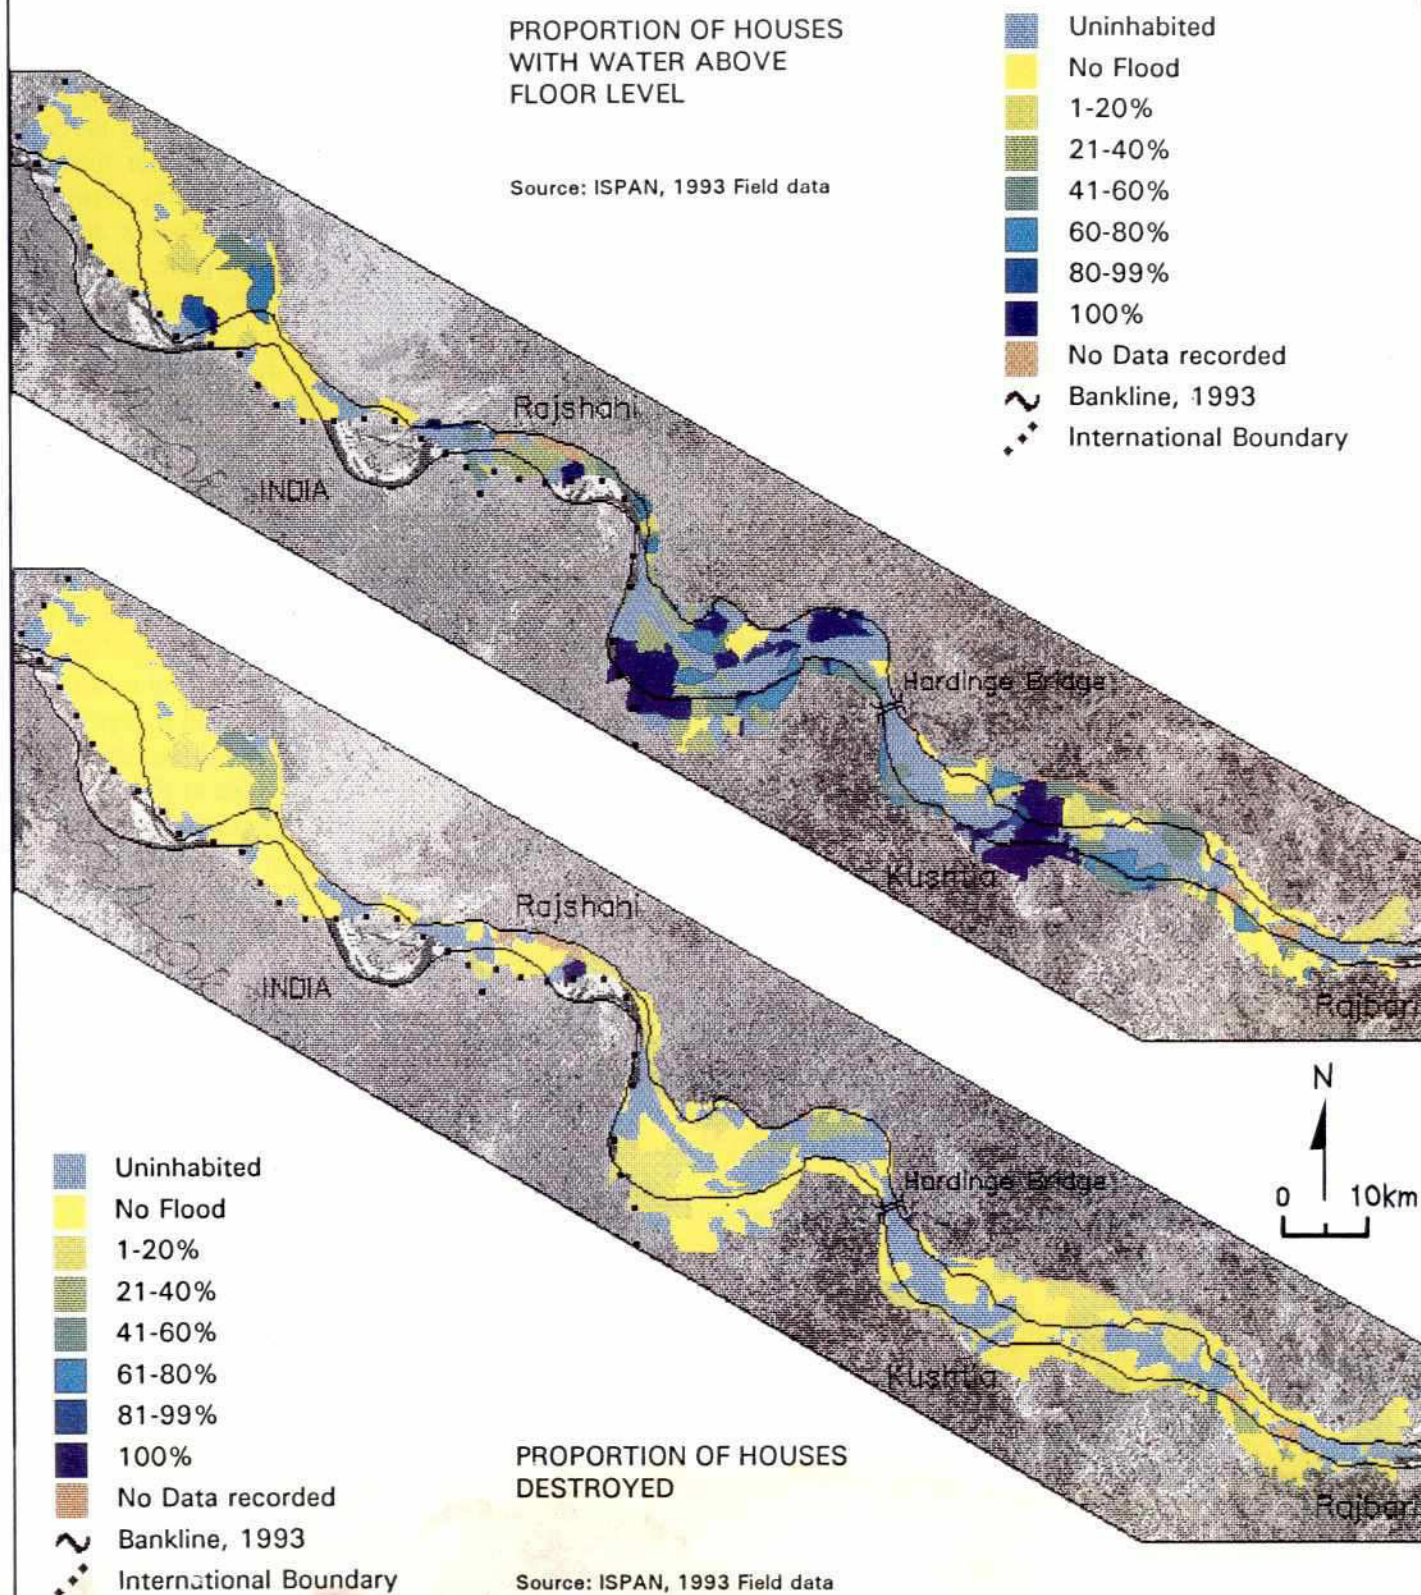 PROPORTION OF HOUSES
WITH WATER ABOVE
FLOOR LEVEL
Source: ISPAN, 1993 Field data
Uninhabited
No Flood
1-20%
21-40%
41-60%
60-80%
80-99%
100%
No Data recorded
Bankline, 1993
International Boundary
Rajshahi
INDIA
Hardinge Bridge
Kushtia
Rajbari
N
0 10km
Rajshahi
INDIA
Hardinge Bridge
Kushtia
Rajbari
Uninhabited
No Flood
1-20%
21-40%
41-60%
61-80%
81-99%
100%
No Data recorded
Bankline, 1993
International Boundary
PROPORTION OF HOUSES
DESTROYED
Source: ISPAN, 1993 Field data